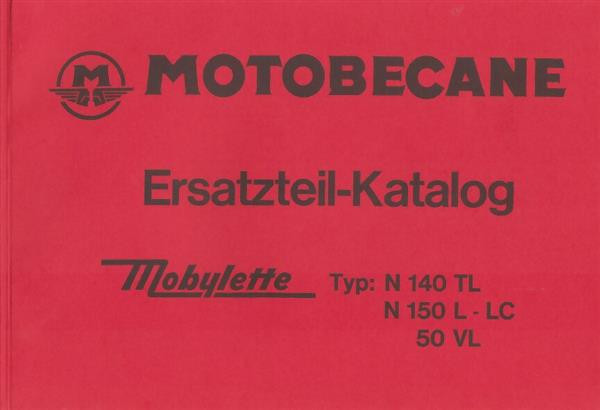 M MOTOBECANE
Ersatzteil-Katalog
Mobylette Typ: N 140 TL
N 150 L - LC
50 VL